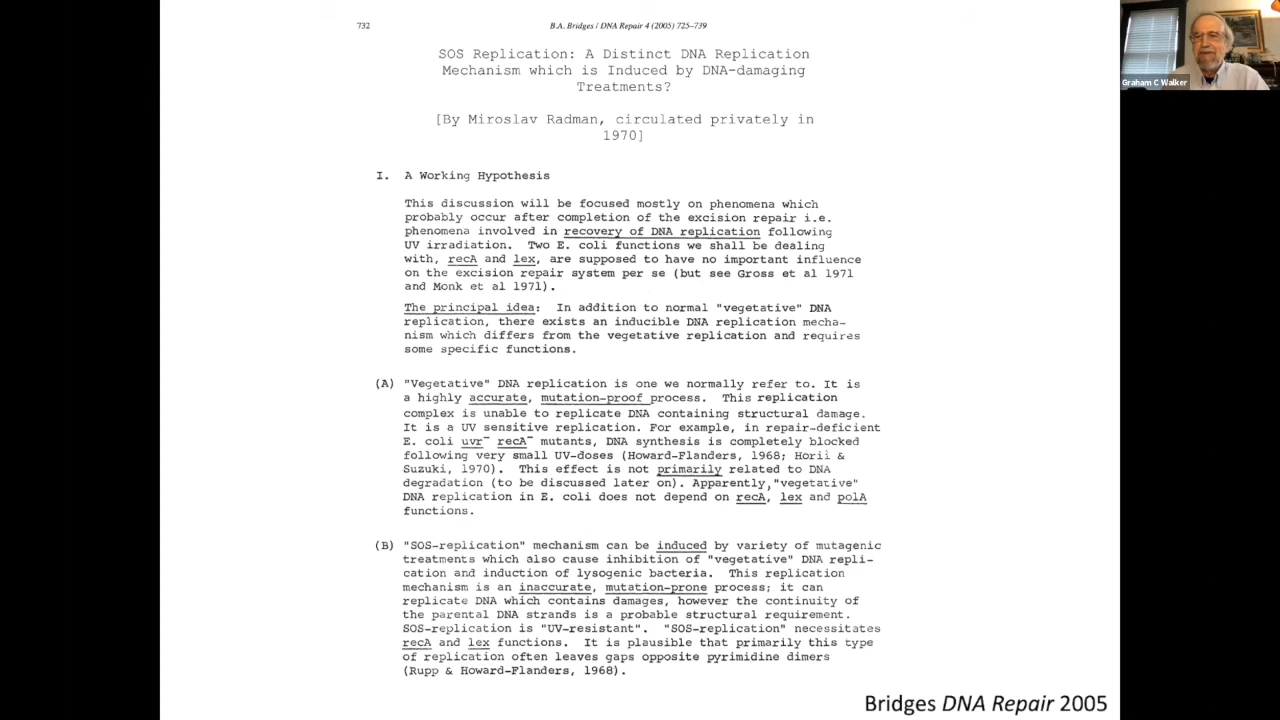 732
B.A. Bridges / DNA Repair 4 (2005) 725–739
SOS Replication: A Distinct DNA Replication
Mechanism which is Induced by DNA-damaging
Treatments?
[By Miroslav Radman, circulated privately in
1970]
I. A Working Hypothesis
This discussion will be focused mostly on phenomena which
probably occur after completion of the excision repair i.e.
phenomena involved in recovery of DNA replication following
UV irradiation. Two E. coli functions we shall be dealing
with, recA and lex, are supposed to have no important influence
on the excision repair system per se (but see Gross et al 1971
and Monk et al 1971).
The principal idea: In addition to normal "vegetative" DNA
replication, there exists an inducible DNA replication mecha-
nism which differs from the vegetative replication and requires
some specific functions.
(A) "Vegetative" DNA replication is one we normally refer to. It is
a highly accurate, mutation-proof process. This replication
complex is unable to replicate DNA containing structural damage.
It is a UV sensitive replication. For example, in repair-deficient
E. coli uvr⁻ recA⁻ mutants, DNA synthesis is completely blocked
following very small UV-doses (Howard-Flanders, 1968; Horii &
Suzuki, 1970). This effect is not primarily related to DNA
degradation (to be discussed later on). Apparently, "vegetative"
DNA replication in E. coli does not depend on recA, lex and polA
functions.
(B) "SOS-replication" mechanism can be induced by variety of mutagenic
treatments which also cause inhibition of "vegetative" DNA repli-
cation and induction of lysogenic bacteria. This replication
mechanism is an inaccurate, mutation-prone process; it can
replicate DNA which contains damages, however the continuity of
the parental DNA strands is a probable structural requirement.
SOS-replication is "UV-resistant". "SOS-replication" necessitates
recA and lex functions. It is plausible that primarily this type
of replication often leaves gaps opposite pyrimidine dimers
(Rupp & Howard-Flanders, 1968).
Bridges DNA Repair 2005
Graham C Walker